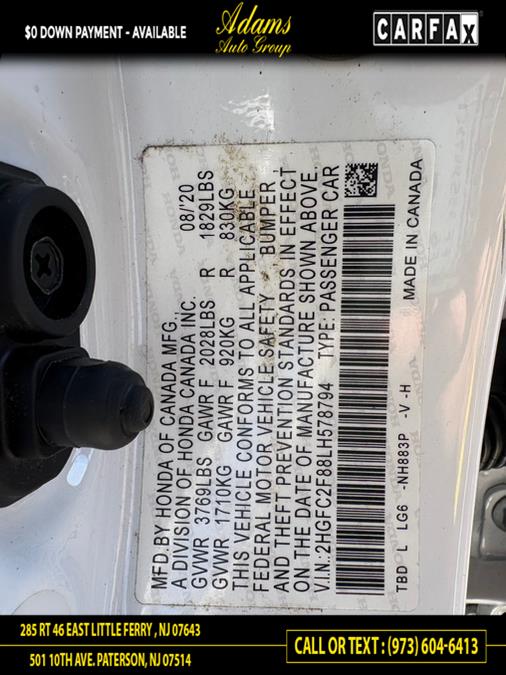 $0 DOWN PAYMENT - AVAILABLE
Adams
Auto Group
CARFAX
MFD.BY HONDA OF CANADA MFG., 08/'20
A DIVISION OF HONDA CANADA INC.
GVWR 3769LBS GAWR F 2028LBS R 1829LBS
GVWR 1710KG GAWR F 920KG R 830KG
THIS VEHICLE CONFORMS TO ALL APPLICABLE
FEDERAL MOTOR VEHICLE SAFETY, BUMPER,
AND THEFT PREVENTION STANDARDS IN EFFECT
ON THE DATE OF MANUFACTURE SHOWN ABOVE.
V.I.N.:2HGFC2F88LH578794 TYPE: PASSENGER CAR
TBD L LG6 -NH883P -V -H MADE IN CANADA
285 RT 46 EAST LITTLE FERRY , NJ 07643
501 10TH AVE. PATERSON, NJ 07514
CALL OR TEXT : (973) 604-6413